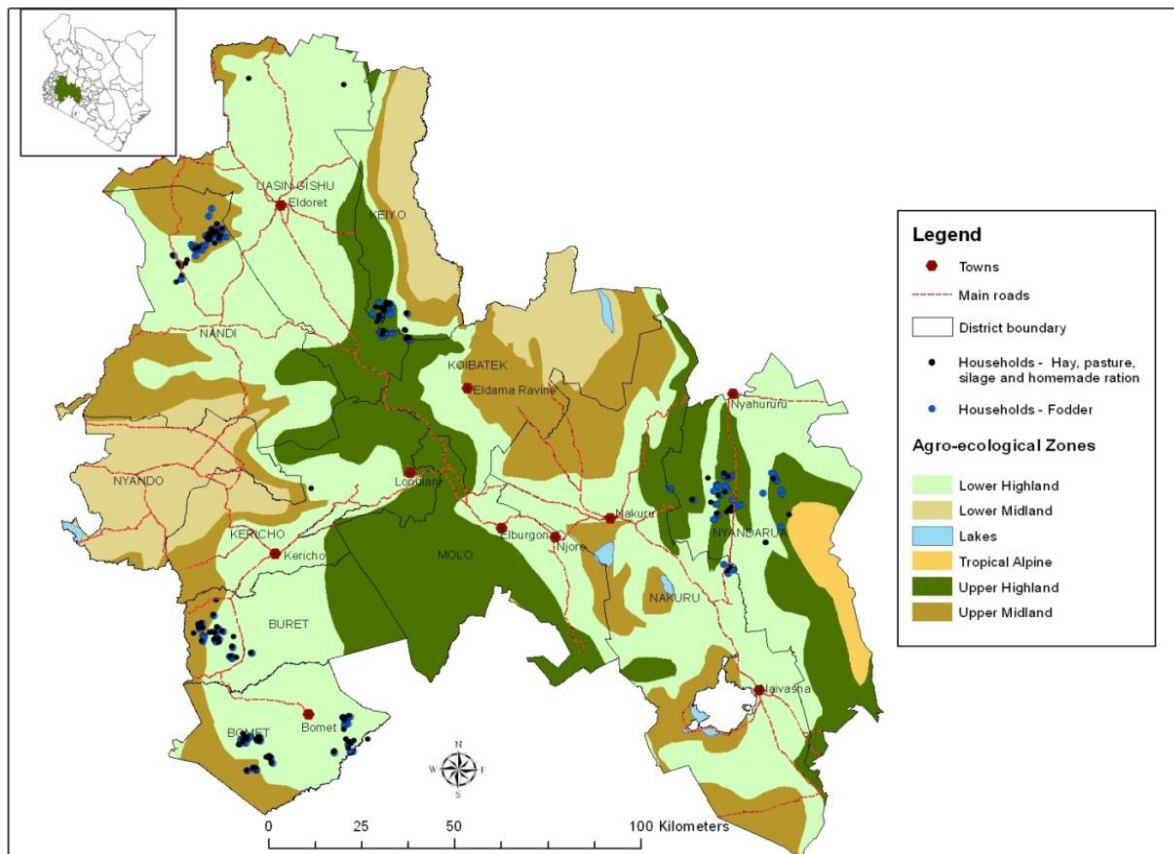 UASIN GISHU
Eldoret
KEIYO
NANDI
KOIBATEK
Eldama Ravine
Nyahururu
NYANDO
Londiani
KERICHO
Kericho
Elburgon
Njoro
Nakuru
NYANDARUA
MOLO
NAKURU
BURET
Naivasha
BOMET
Bomet
N
W E
S
0 25 50 100 Kilometers
Legend
Towns
Main roads
District boundary
Households - Hay, pasture,
silage and homemade ration
Households - Fodder
Agro-ecological Zones
Lower Highland
Lower Midland
Lakes
Tropical Alpine
Upper Highland
Upper Midland